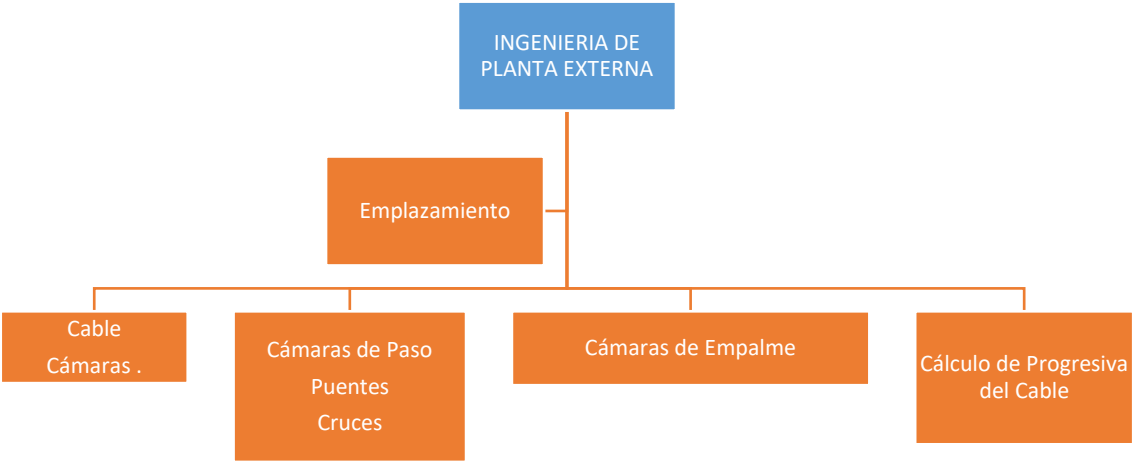 INGENIERIA DE
PLANTA EXTERNA
Emplazamiento
Cable
Cámaras .
Cámaras de Paso
Puentes
Cruces
Cámaras de Empalme
Cálculo de Progresiva
del Cable